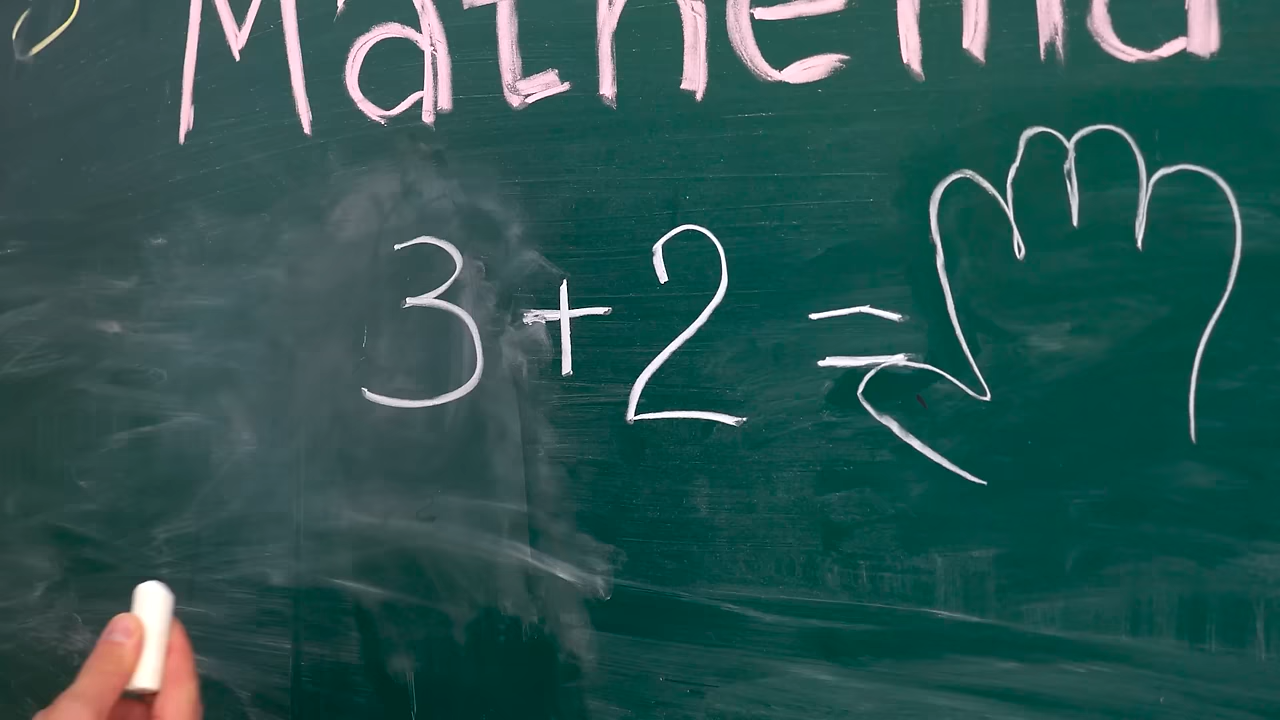 Mathema
3 + 2 =